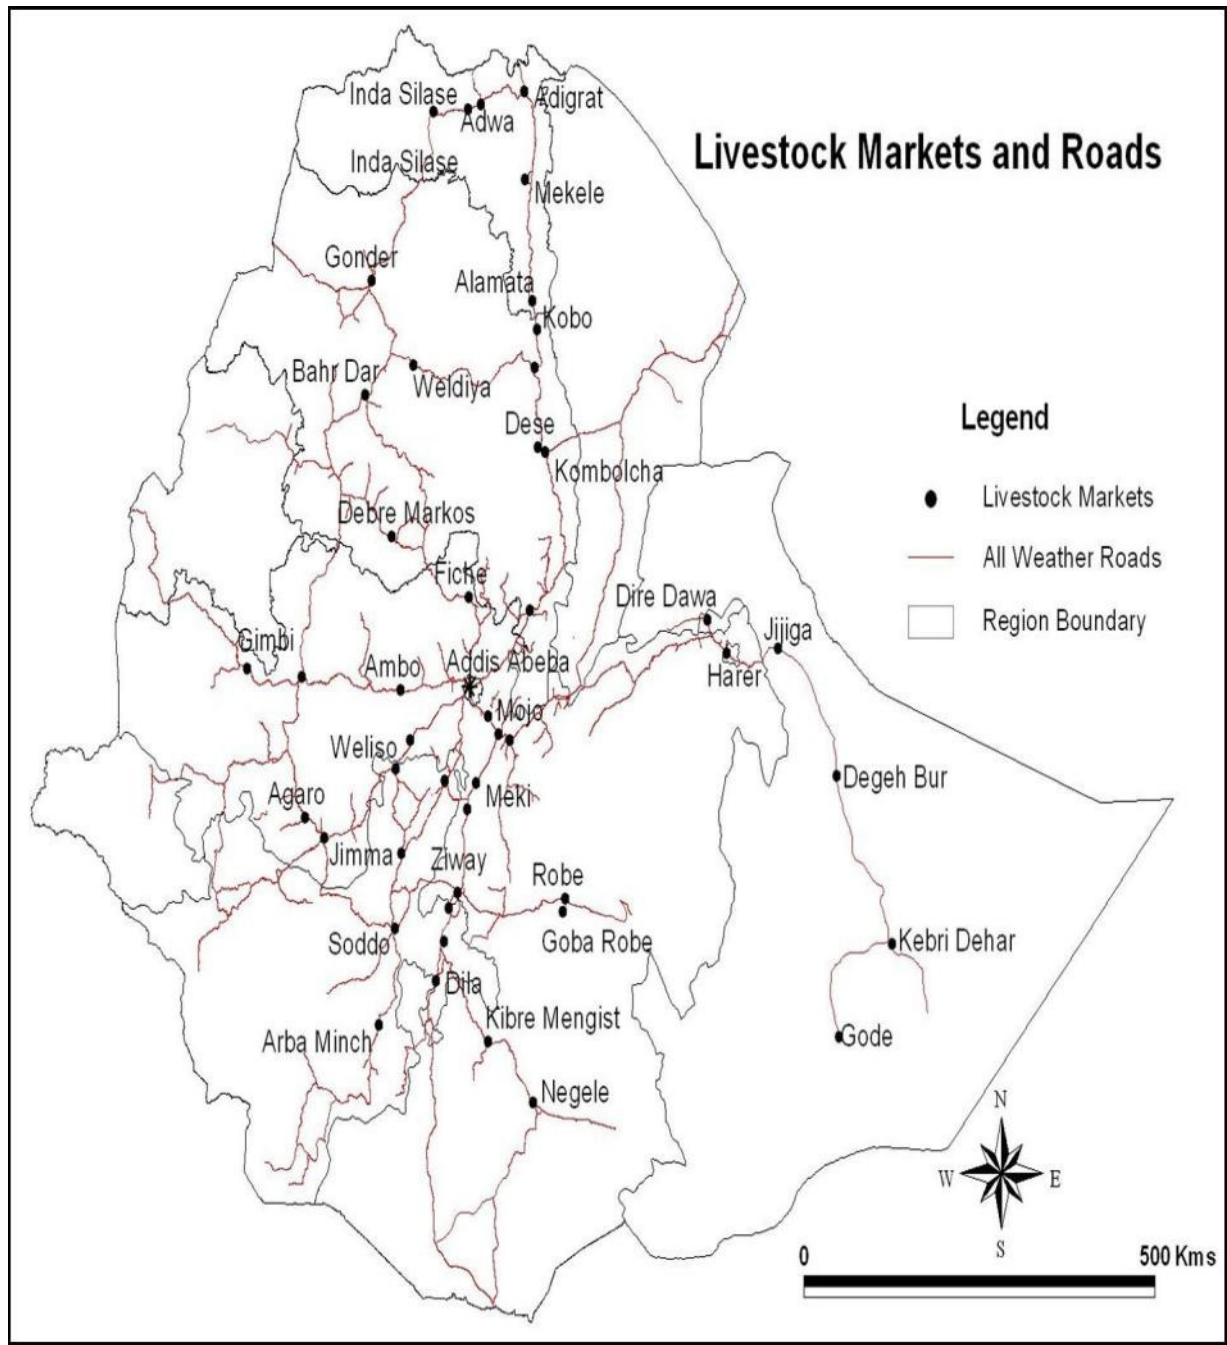 Inda Silase
Adwa
Adigrat
Livestock Markets and Roads
Inda Silase
Mekele
Gonder
Alamata
Kobo
Bahr Dar
Weldiya
Dese
Kombolcha
Legend
Livestock Markets
All Weather Roads
Region Boundary
Debre Markos
Fiche
Dire Dawa
Jijiga
Gimbi
Ambo
Addis Abeba
Harer
Mojo
Weliso
Degeh Bur
Agaro
Meki
Jimma
Ziway
Robe
Goba Robe
Soddo
Kebri Dehar
Dila
Kibre Mengist
Arba Minch
Gode
Negele
N
W
E
S
0
500 Kms